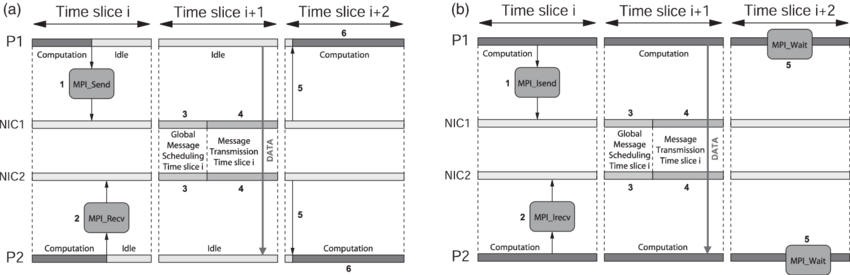 (a)
Time slice i
Time slice i+1
Time slice i+2
P1
6
Computation
Idle
Idle
Computation
1
MPI_Send
5
3
4
NIC1
Global
Message
Scheduling
Time slice i
Message
Transmission
Time slice i
DATA
NIC2
3
4
2
MPI_Recv
5
Computation
Idle
Idle
Computation
P2
6
(b)
Time slice i
Time slice i+1
Time slice i+2
P1
MPI_Wait
Computation
Computation
5
1
MPI_Isend
3
4
NIC1
Global
Message
Scheduling
Time slice i
Message
Transmission
Time slice i
DATA
NIC2
3
4
2
MPI_Irecv
5
Computation
Computation
P2
MPI_Wait